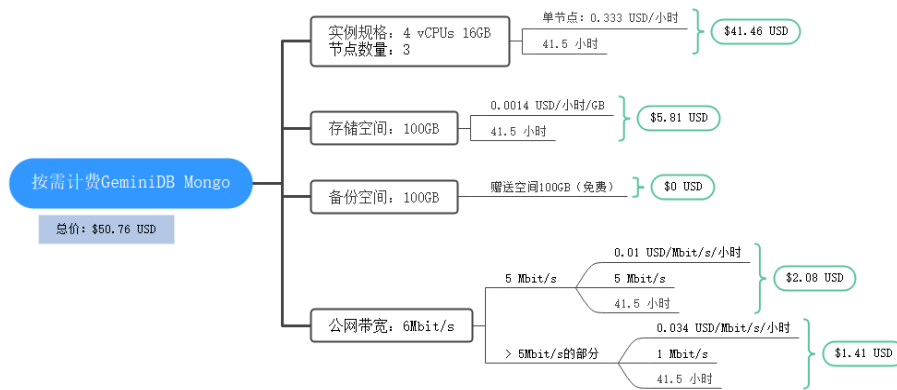 按需计费GeminiDB Mongo
总价：$50.76 USD
实例规格：4 vCPUs 16GB
节点数量：3
单节点：0.333 USD/小时
41.5 小时
$41.46 USD
存储空间：100GB
0.0014 USD/小时/GB
41.5 小时
$5.81 USD
备份空间：100GB
赠送空间100GB（免费）
$0 USD
公网带宽：6Mbit/s
5 Mbit/s
0.01 USD/Mbit/s/小时
5 Mbit/s
41.5 小时
$2.08 USD
> 5Mbit/s的部分
0.034 USD/Mbit/s/小时
1 Mbit/s
41.5 小时
$1.41 USD